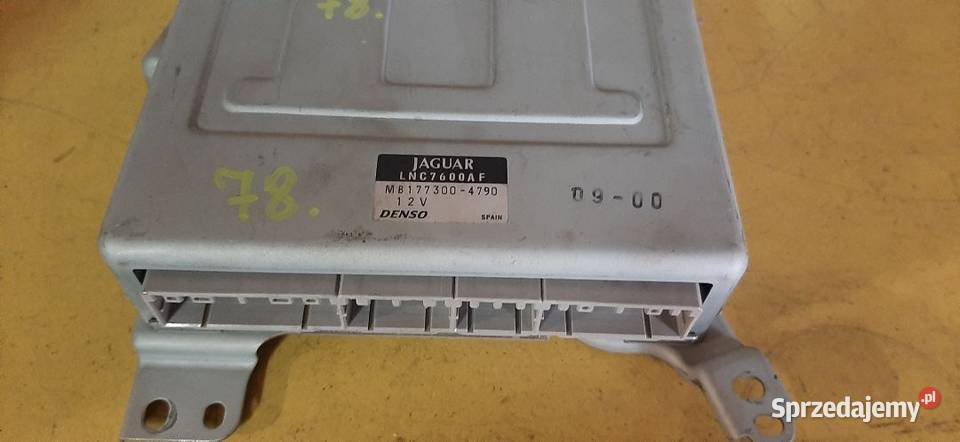 78.
JAGUAR
LNC7600AF
MB177300-4790
12V
DENSO SPAIN
78.
09-00
Sprzedajemy.pl